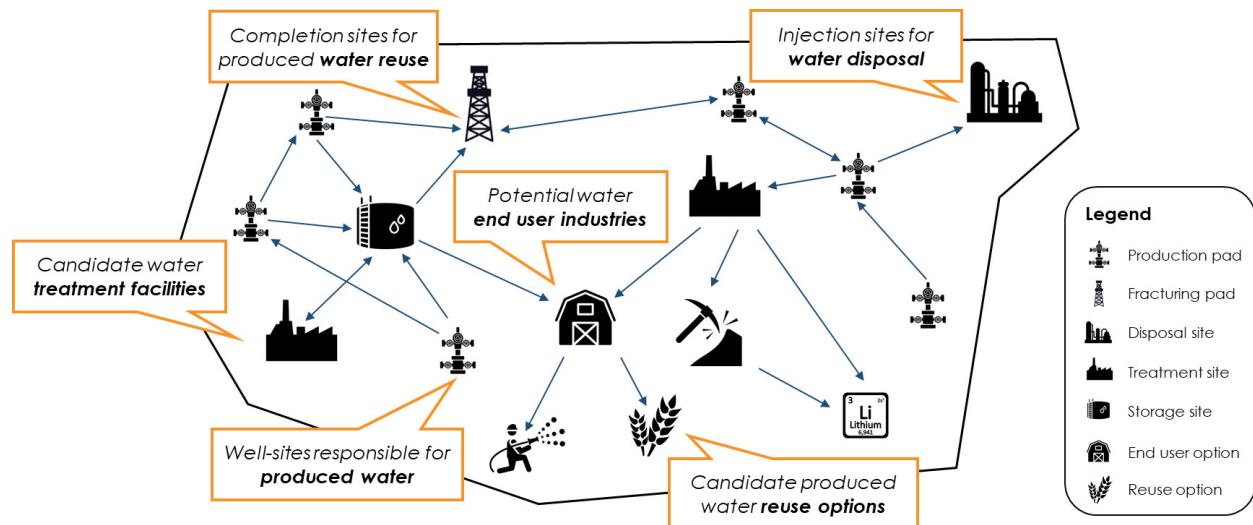 Completion sites for
produced water reuse
Injection sites for
water disposal
Potential water
end user industries
Candidate water
treatment facilities
Well-sites responsible for
produced water
Candidate produced
water reuse options
3 2s¹
Li
Lithium
6,941
Legend
Production pad
Fracturing pad
Disposal site
Treatment site
Storage site
End user option
Reuse option